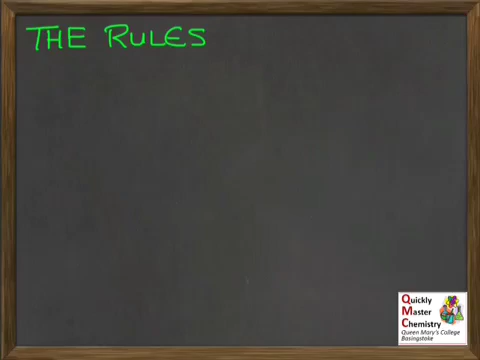 THE RULES
Quickly
Master
Chemistry
Queen Mary's College
Basingstoke